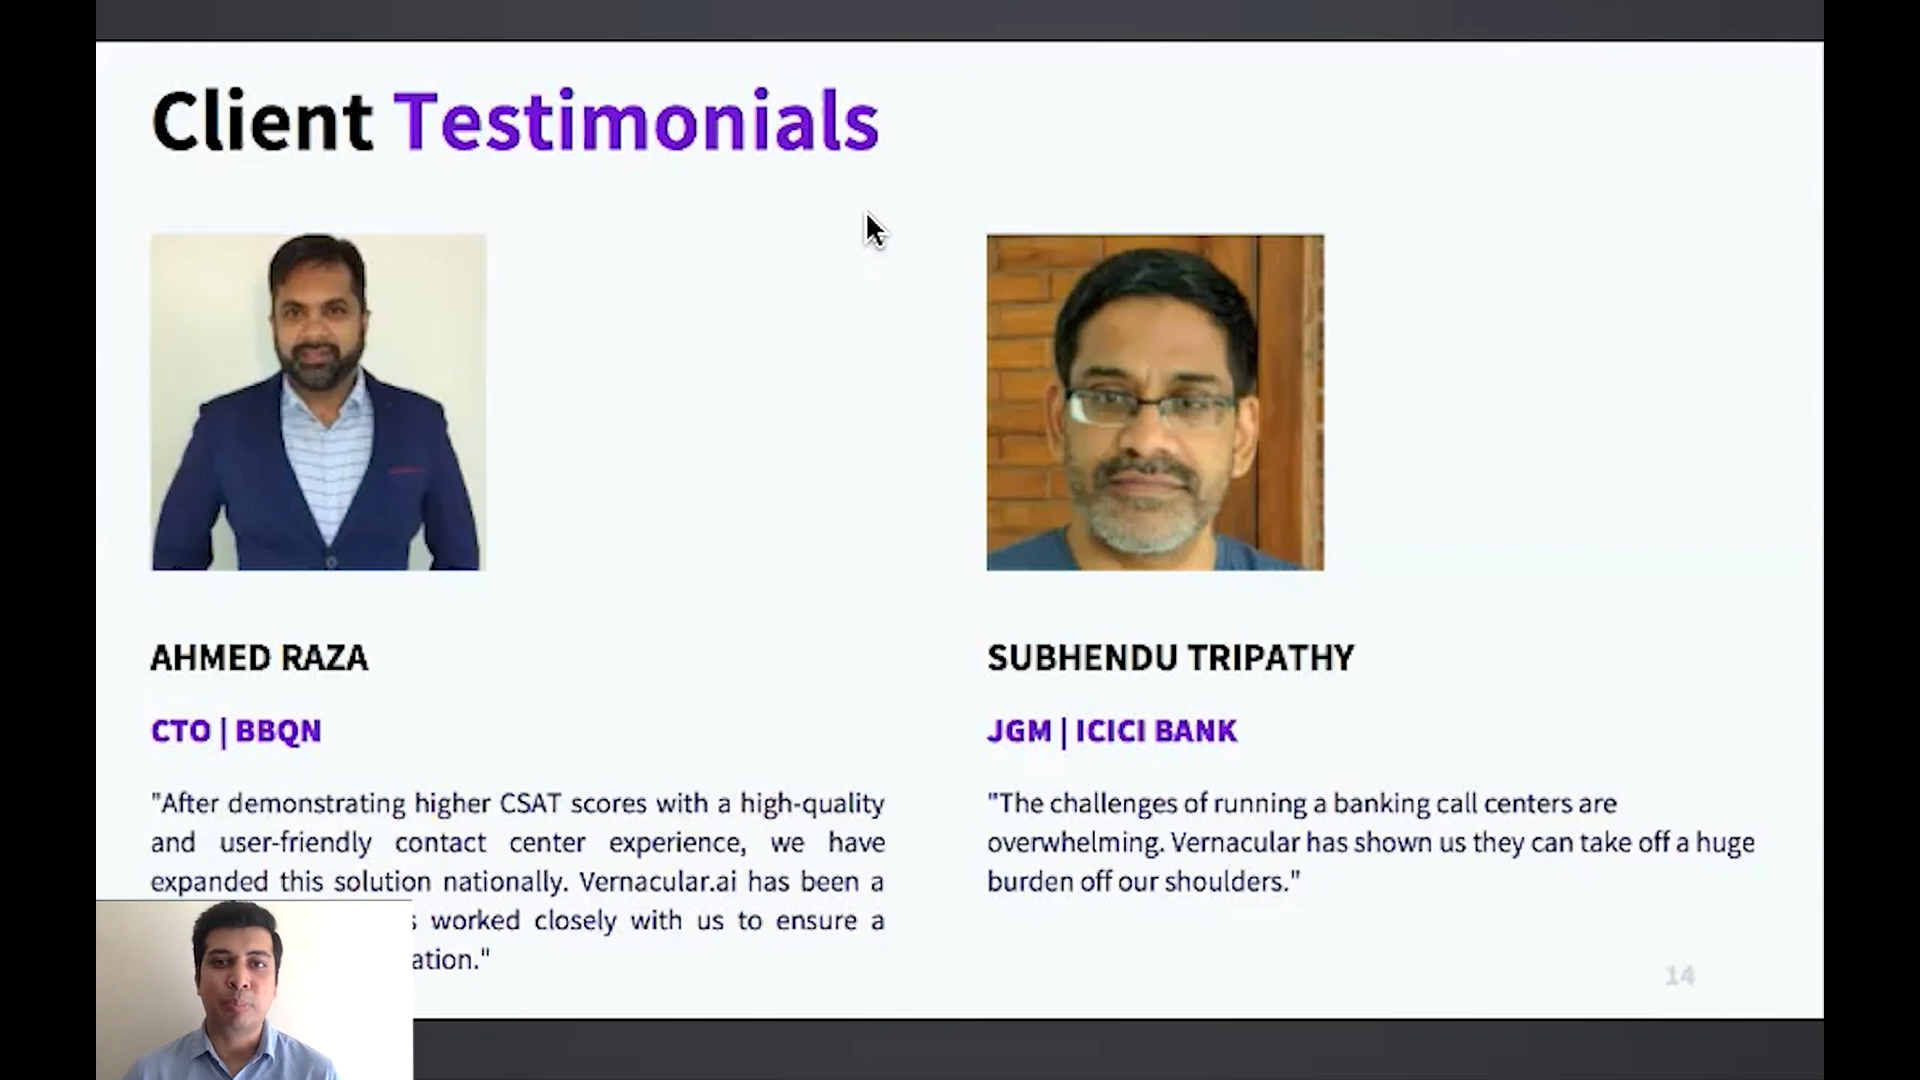 Client Testimonials
AHMED RAZA
CTO | BBQN
"After demonstrating higher CSAT scores with a high-quality
and user-friendly contact center experience, we have
expanded this solution nationally. Vernacular.ai has been a
worked closely with us to ensure a
ation."
SUBHENDU TRIPATHY
JGM | ICICI BANK
"The challenges of running a banking call centers are
overwhelming. Vernacular has shown us they can take off a huge
burden off our shoulders."
14